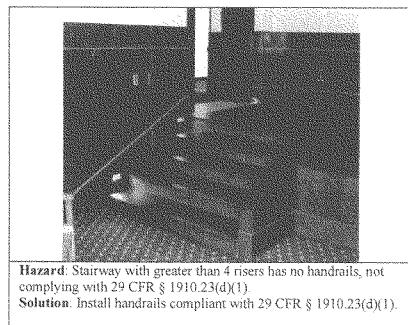 Hazard: Stairway with greater than 4 risers has no handrails, not
complying with 29 CFR § 1910.23(d)(1).
Solution: Install handrails compliant with 29 CFR § 1910.23(d)(1).